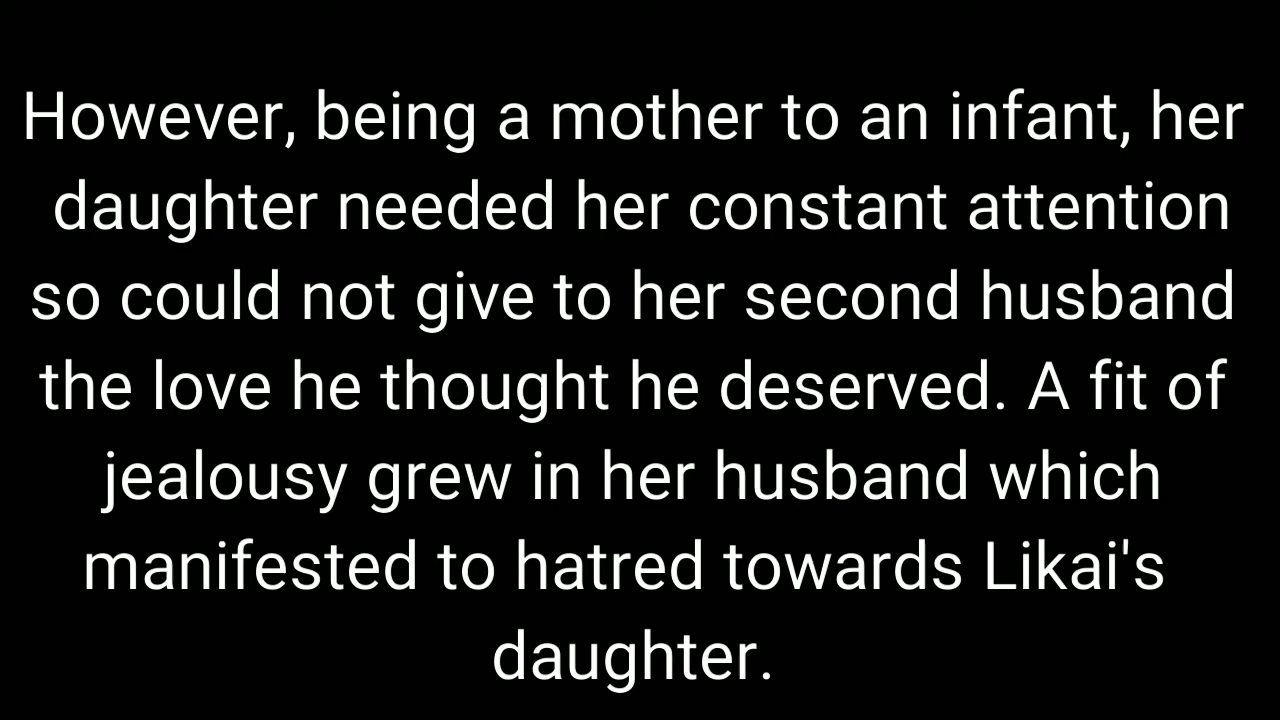 However, being a mother to an infant, her
daughter needed her constant attention
so could not give to her second husband
the love he thought he deserved. A fit of
jealousy grew in her husband which
manifested to hatred towards Likai's
daughter.